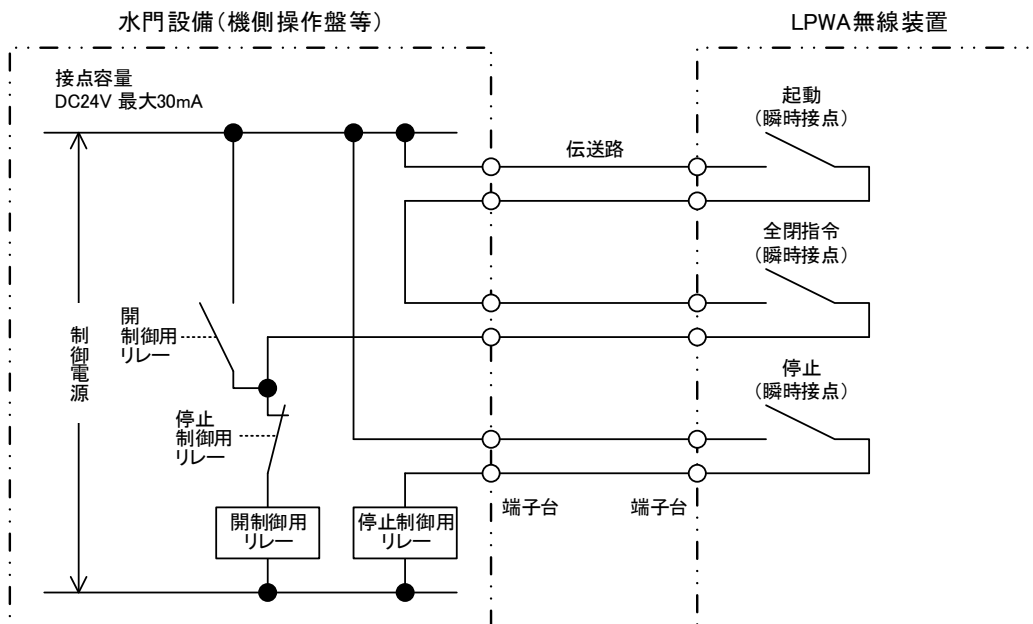 水門設備(機側操作盤等)
LPWA無線装置
接点容量
DC24V 最大30mA
起動
(瞬時接点)
伝送路
全閉指令
(瞬時接点)
開
制御用
リレー
制御電源
停止
(瞬時接点)
停止
制御用
リレー
端子台
端子台
開制御用
リレー
停止制御用
リレー